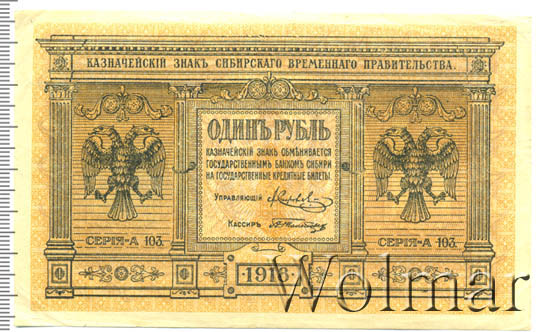 КАЗНАЧЕЙСКІЙ ЗНАКЪ СИБИРСКАГО ВРЕМЕННАГО ПРАВИТЕЛЬСТВА.
ОДИНЪ РУБЛЬ
КАЗНАЧЕЙСКІЙ ЗНАКЪ ОБМѢНИВАЕТСЯ
ГОСУДАРСТВЕННЫМЪ БАНКОМЪ СИБИРИ
НА ГОСУДАРСТВЕННЫЕ КРЕДИТНЫЕ БИЛЕТЫ.
УПРАВЛЯЮЩІЙ
КАССИРЪ
СЕРІЯ-А 103.
СЕРІЯ-А 103.
1918
Wolmar